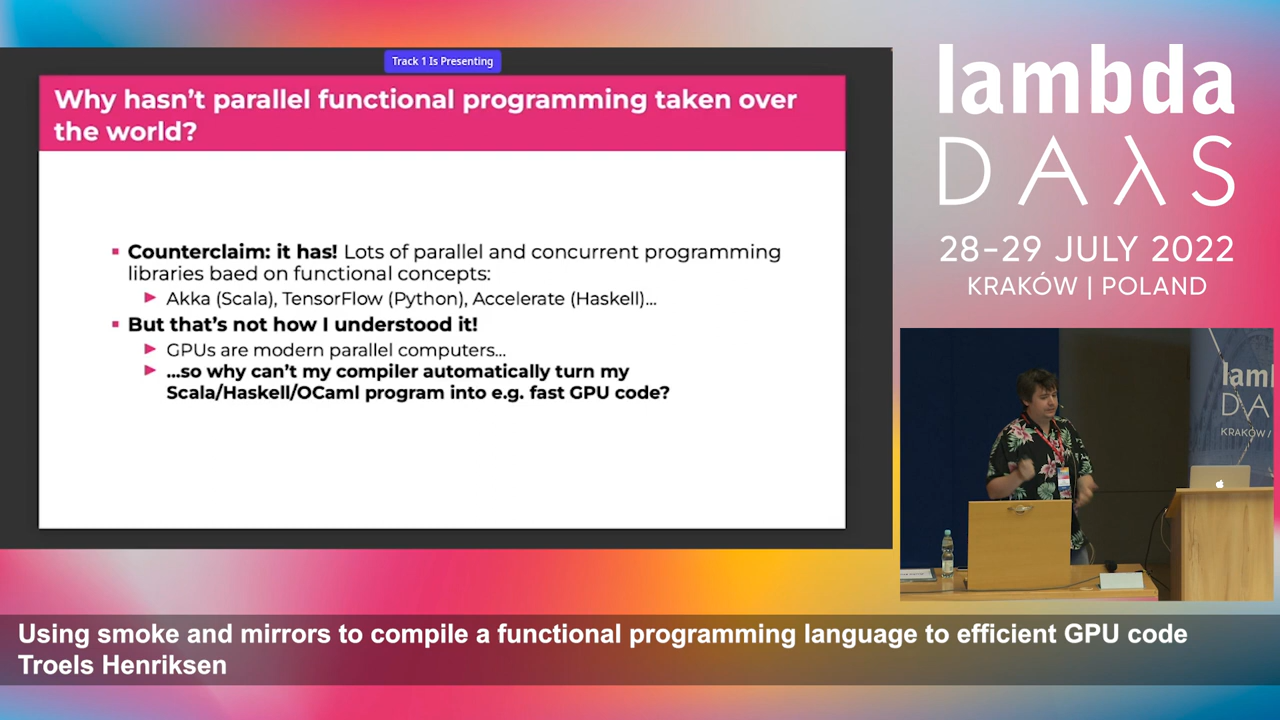 Track 1 Is Presenting
Why hasn't parallel functional programming taken over
the world?
Counterclaim: it has! Lots of parallel and concurrent programming
libraries baed on functional concepts:
Akka (Scala), TensorFlow (Python), Accelerate (Haskell)...
But that's not how I understood it!
GPUs are modern parallel computers...
...so why can't my compiler automatically turn my
Scala/Haskell/OCaml program into e.g. fast GPU code?
lambda
DAλS
28–29 JULY 2022
KRAKÓW | POLAND
lam
DA
KRAKÓW /
Using smoke and mirrors to compile a functional programming language to efficient GPU code
Troels Henriksen